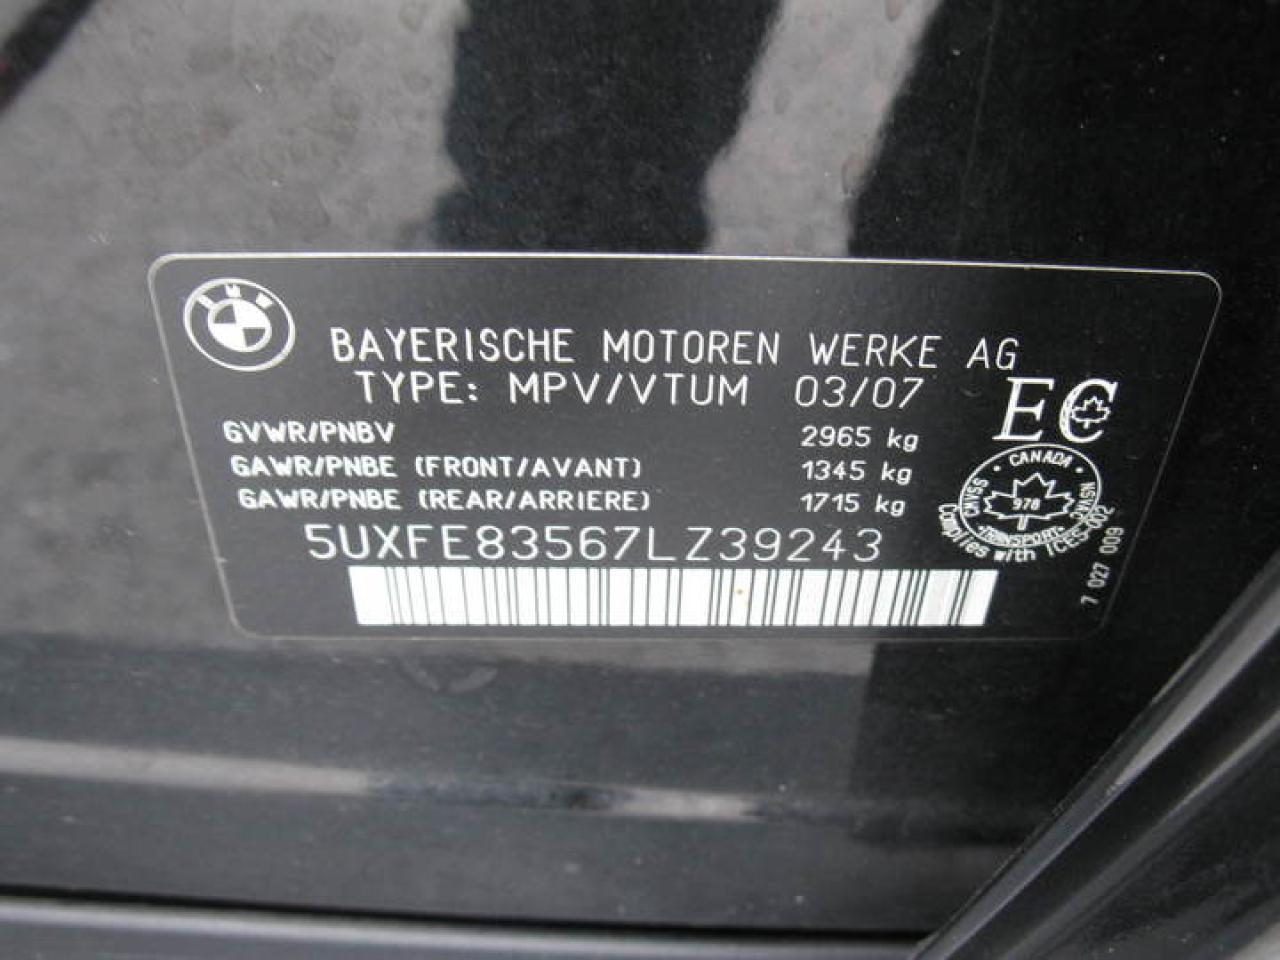 BMW
BAYERISCHE MOTOREN WERKE AG
TYPE: MPV/VTUM 03/07
GVWR/PNBV 2965 kg
GAWR/PNBE (FRONT/AVANT) 1345 kg
GAWR/PNBE (REAR/ARRIERE) 1715 kg
5UXFE83567LZ39243
EC
CANADA
CMVSS NSVAC
978
TRANSPORT
Complies with ICES-002
7 027 009